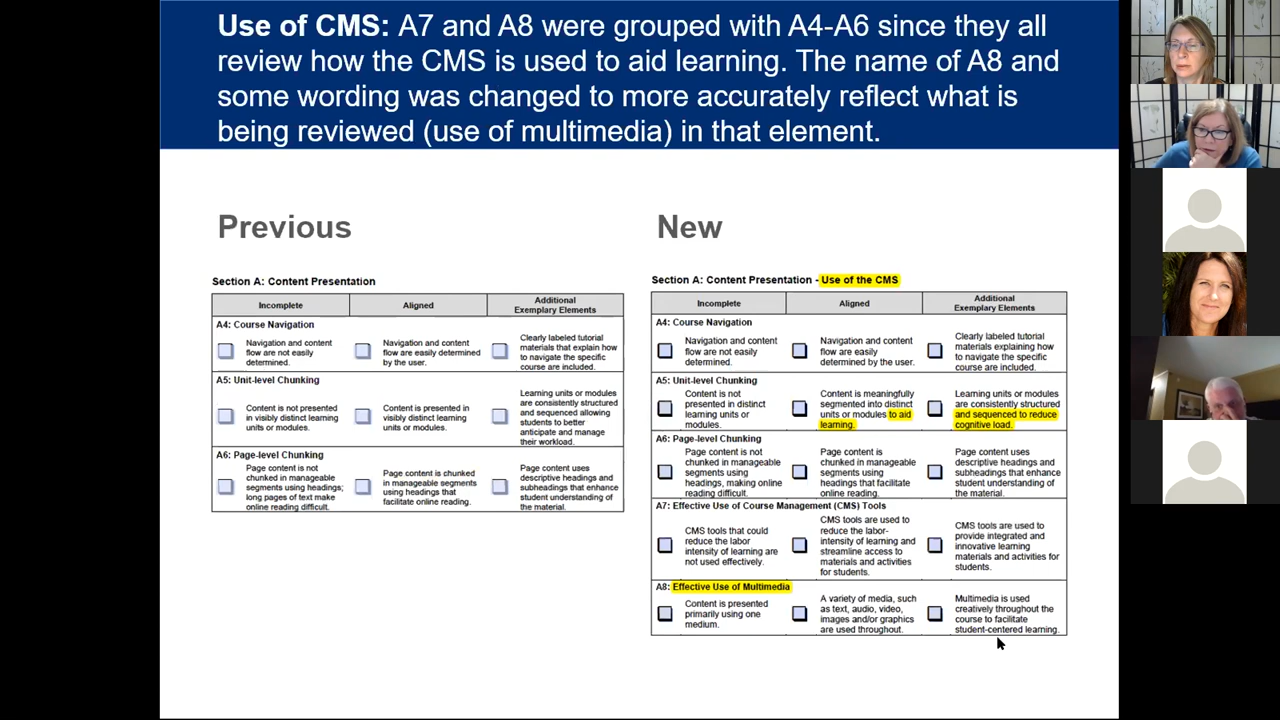 Use of CMS: A7 and A8 were grouped with A4-A6 since they all
review how the CMS is used to aid learning. The name of A8 and
some wording was changed to more accurately reflect what is
being reviewed (use of multimedia) in that element.
Previous
Section A: Content Presentation
Incomplete
Aligned
Additional
Exemplary Elements
A4: Course Navigation
Navigation and content
flow are not easily
determined.
Navigation and content
flow are easily determined
by the user.
Clearly labeled tutorial
materials that explain how
to navigate the specific
course are included.
A5: Unit-level Chunking
Content is not presented in
visibly distinct learning
units or modules.
Content is presented in
visibly distinct learning
units or modules.
Learning units or modules
are consistently structured
and sequenced allowing
students to better
anticipate and manage
their workload.
A6: Page-level Chunking
Page content is not
chunked in manageable
segments using headings;
long pages of text make
online reading difficult.
Page content is chunked
in manageable segments
using headings that
facilitate online reading.
Page content uses
descriptive headings and
subheadings that enhance
student understanding of
the material.
New
Section A: Content Presentation - Use of the CMS
Incomplete
Aligned
Additional
Exemplary Elements
A4: Course Navigation
Navigation and content
flow are not easily
determined.
Navigation and content
flow are easily
determined by the user.
Clearly labeled tutorial
materials explaining how
to navigate the specific
course are included.
A5: Unit-level Chunking
Content is not
presented in distinct
learning units or
modules.
Content is meaningfully
segmented into distinct
units or modules to aid
learning.
Learning units or modules
are consistently structured
and sequenced to reduce
cognitive load.
A6: Page-level Chunking
Page content is not
chunked in manageable
segments using
headings, making online
reading difficult.
Page content is
chunked in manageable
segments using
headings that facilitate
online reading.
Page content uses
descriptive headings and
subheadings that enhance
student understanding of
the material.
A7: Effective Use of Course Management (CMS) Tools
CMS tools that could
reduce the labor
intensity of learning are
not used effectively.
CMS tools are used to
reduce the labor-
intensity of learning and
streamline access to
materials and activities
for students.
CMS tools are used to
provide integrated and
innovative learning
materials and activities for
students.
A8: Effective Use of Multimedia
Content is presented
primarily using one
medium.
A variety of media, such
as text, audio, video,
images and/or graphics
are used throughout.
Multimedia is used
creatively throughout the
course to facilitate
student-centered learning.